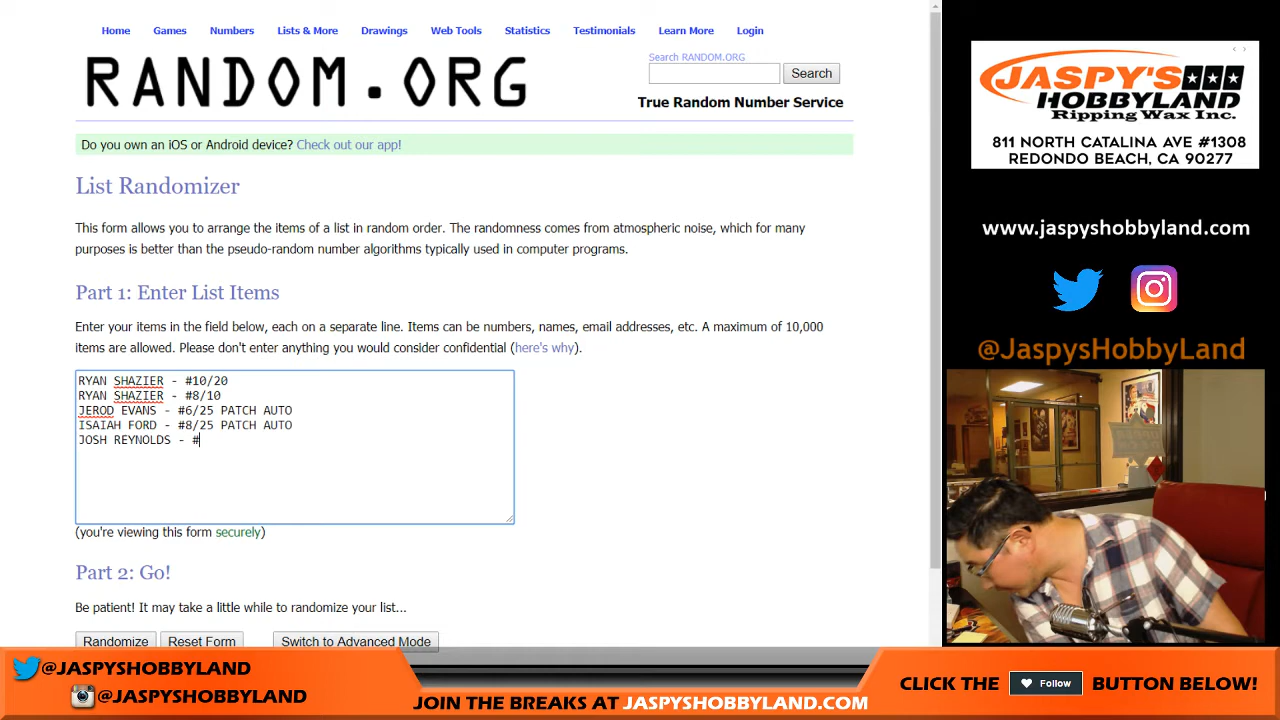 Home Games Numbers Lists & More Drawings Web Tools Statistics Testimonials Learn More Login
RANDOM.ORG
Search RANDOM.ORG
Search
True Random Number Service
Do you own an iOS or Android device? Check out our app!
List Randomizer
This form allows you to arrange the items of a list in random order. The randomness comes from atmospheric noise, which for many
purposes is better than the pseudo-random number algorithms typically used in computer programs.
Part 1: Enter List Items
Enter your items in the field below, each on a separate line. Items can be numbers, names, email addresses, etc. A maximum of 10,000
items are allowed. Please don't enter anything you would consider confidential (here's why).
RYAN SHAZIER - #10/20
RYAN SHAZIER - #8/10
JEROD EVANS - #6/25 PATCH AUTO
ISAIAH FORD - #8/25 PATCH AUTO
JOSH REYNOLDS - #
(you're viewing this form securely)
Part 2: Go!
Be patient! It may take a little while to randomize your list...
Randomize Reset Form Switch to Advanced Mode
JASPY'S
HOBBYLAND
Ripping Wax Inc.
811 NORTH CATALINA AVE #1308
REDONDO BEACH, CA 90277
www.jaspyshobbyland.com
@JaspysHobbyLand
@JASPYSHOBBYLAND
@JASPYSHOBBYLAND
JOIN THE BREAKS AT JASPYSHOBBYLAND.COM
CLICK THE Follow BUTTON BELOW!